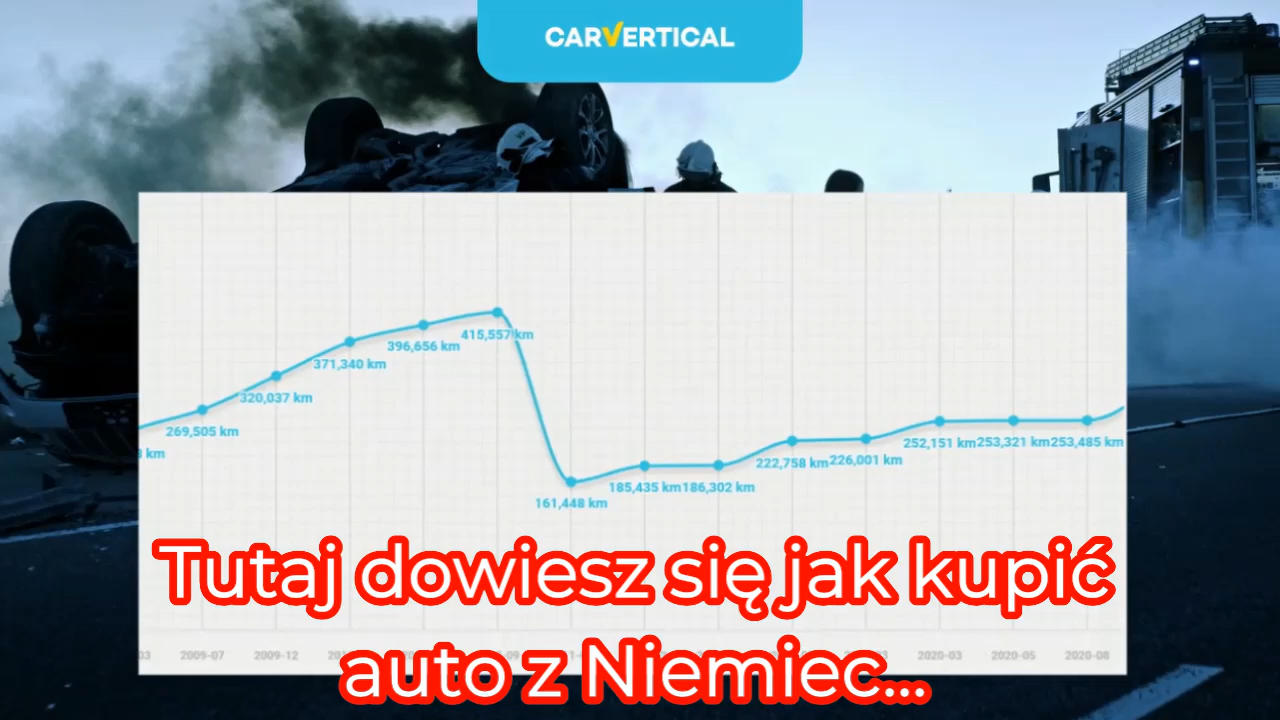 CARVERTICAL
415,557 km
396,656 km
371,340 km
320,037 km
269,505 km
km
252,151 km 253,321 km 253,485 km
222,758 km 226,001 km
185,435 km 186,302 km
161,448 km
Tutaj dowiesz się jak kupić
2009-07 2009-12 2020-03 2020-05 2020-08
auto z Niemiec...